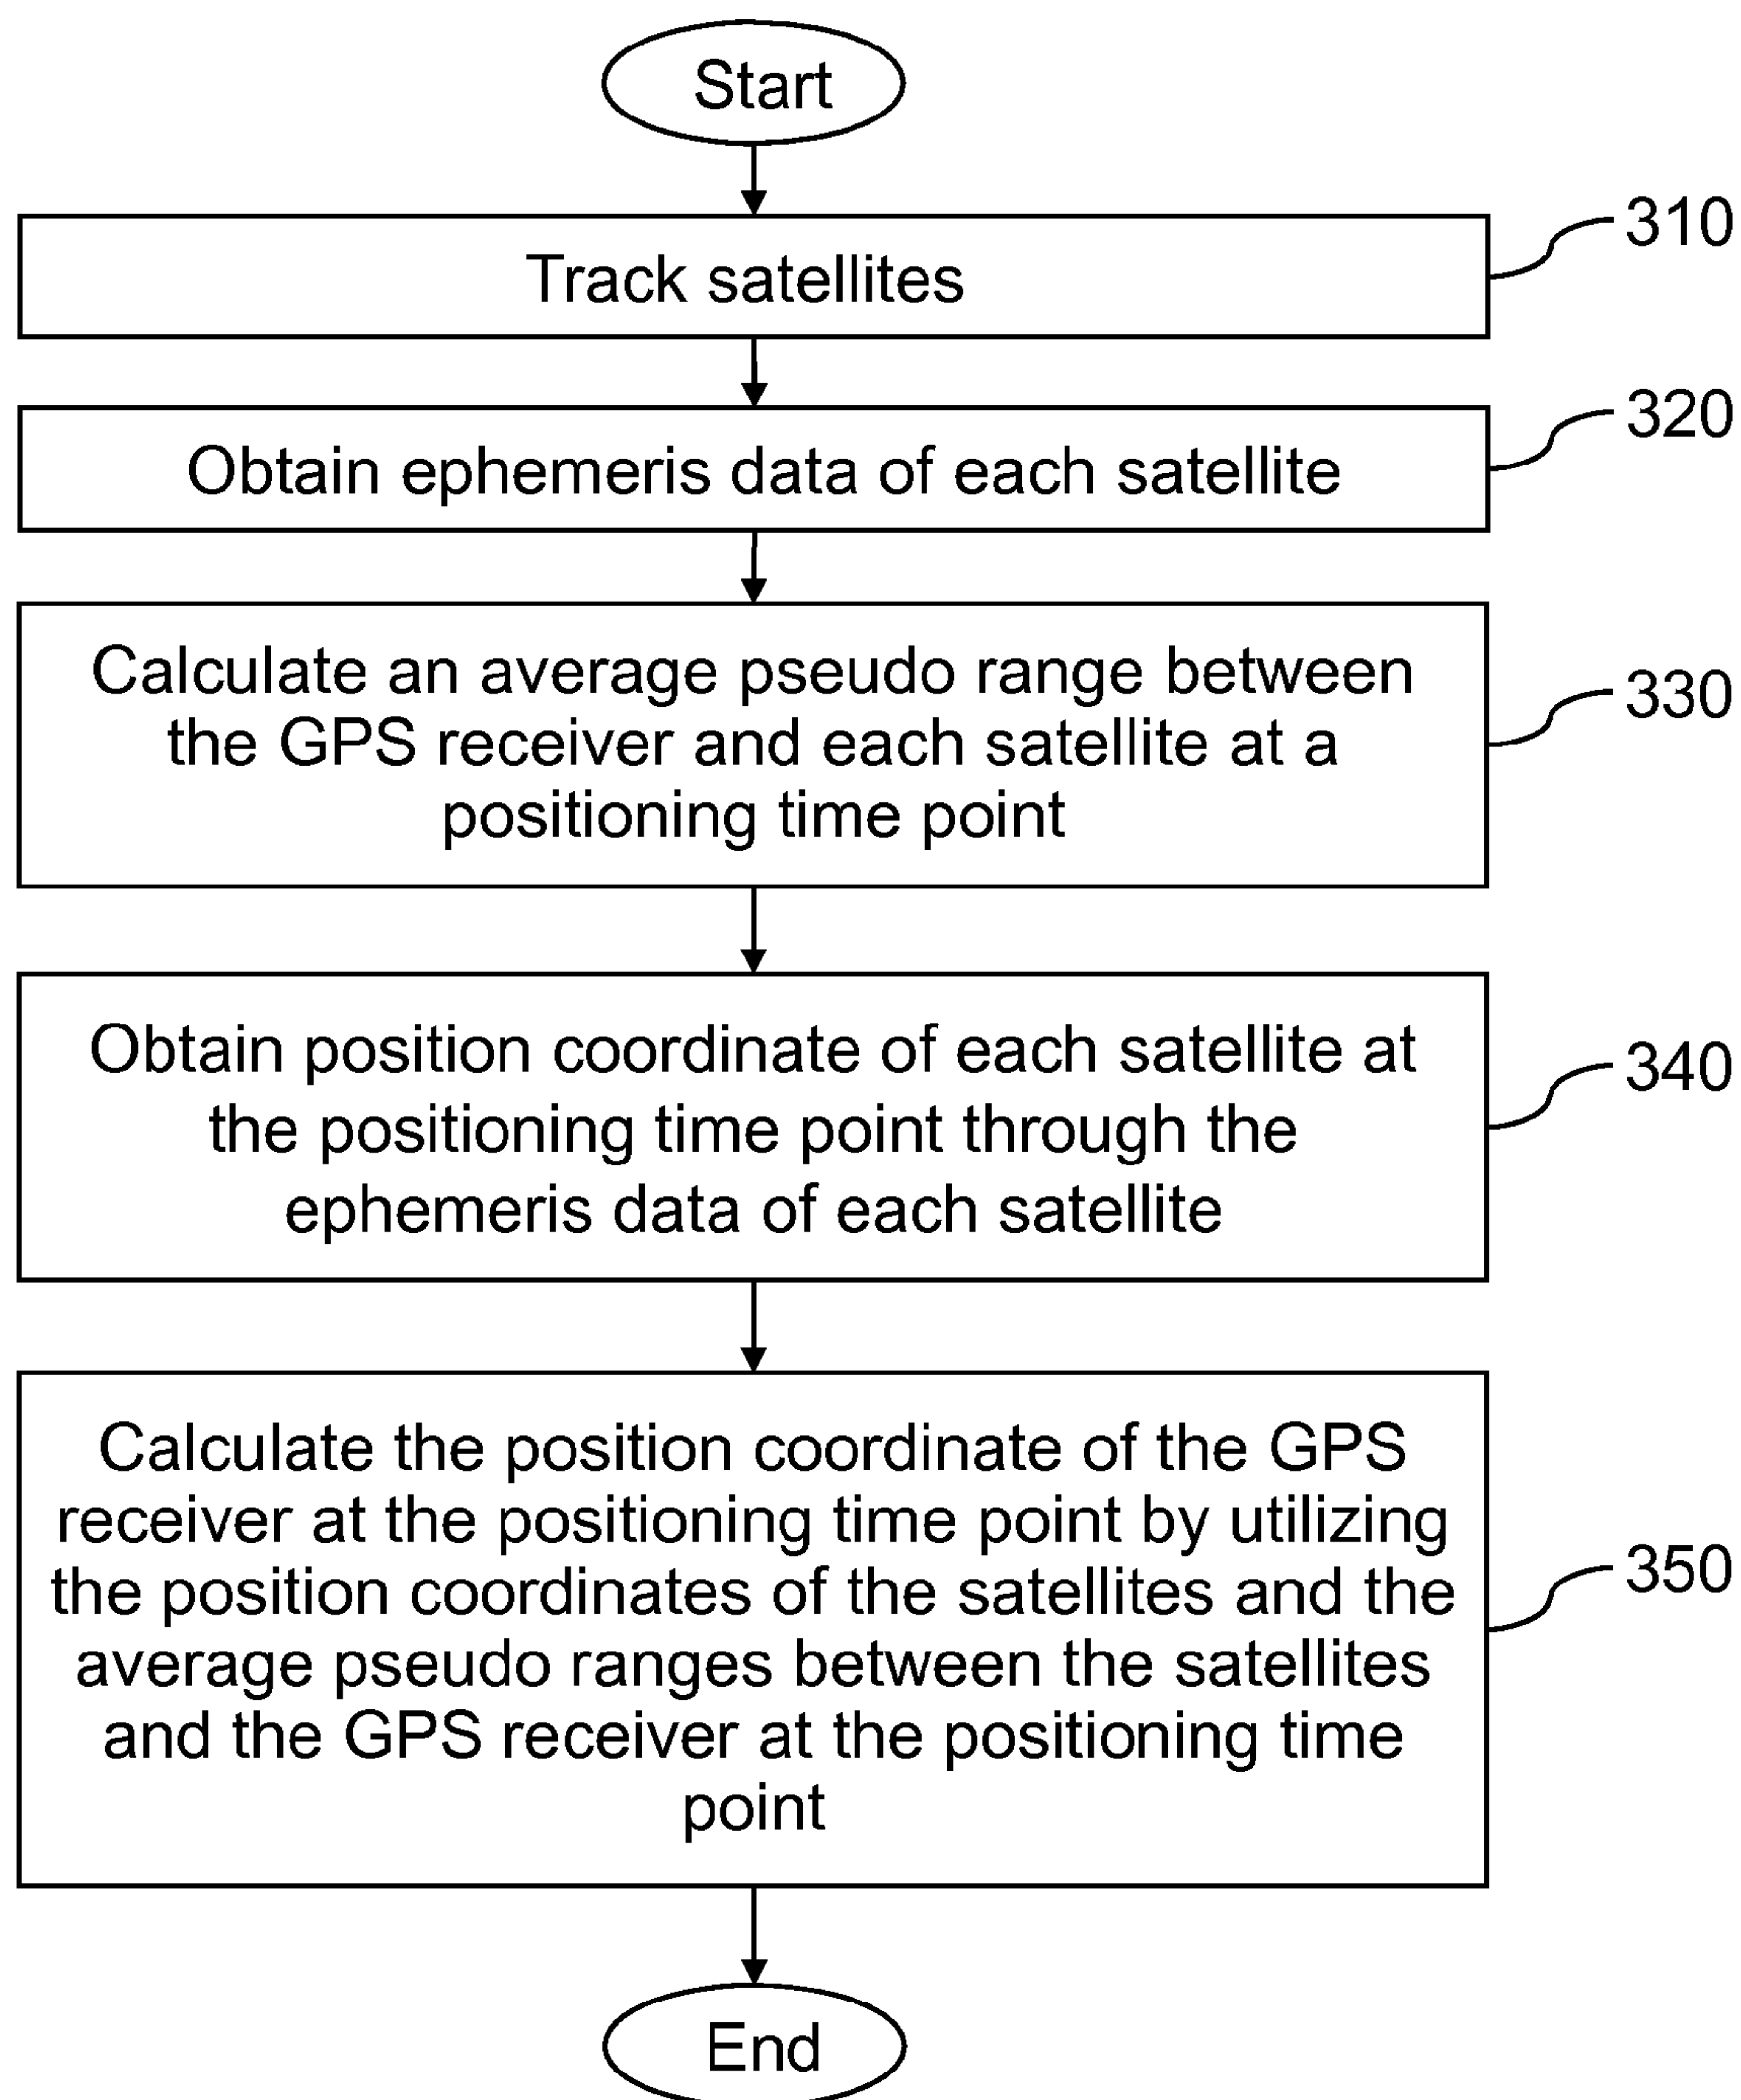 Start
310
Track satellites
320
Obtain ephemeris data of each satellite
330
Calculate an average pseudo range between
the GPS receiver and each satellite at a
positioning time point
340
Obtain position coordinate of each satellite at
the positioning time point through the
ephemeris data of each satellite
350
Calculate the position coordinate of the GPS
receiver at the positioning time point by utilizing
the position coordinates of the satellites and the
average pseudo ranges between the satellites
and the GPS receiver at the positioning time
point
End